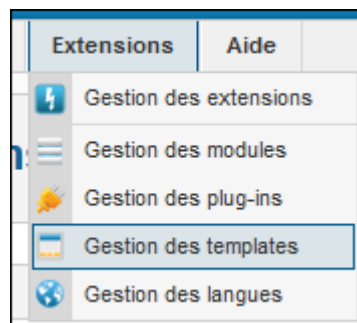 Extensions Aide
Gestion des extensions
Gestion des modules
Gestion des plug-ins
Gestion des templates
Gestion des langues